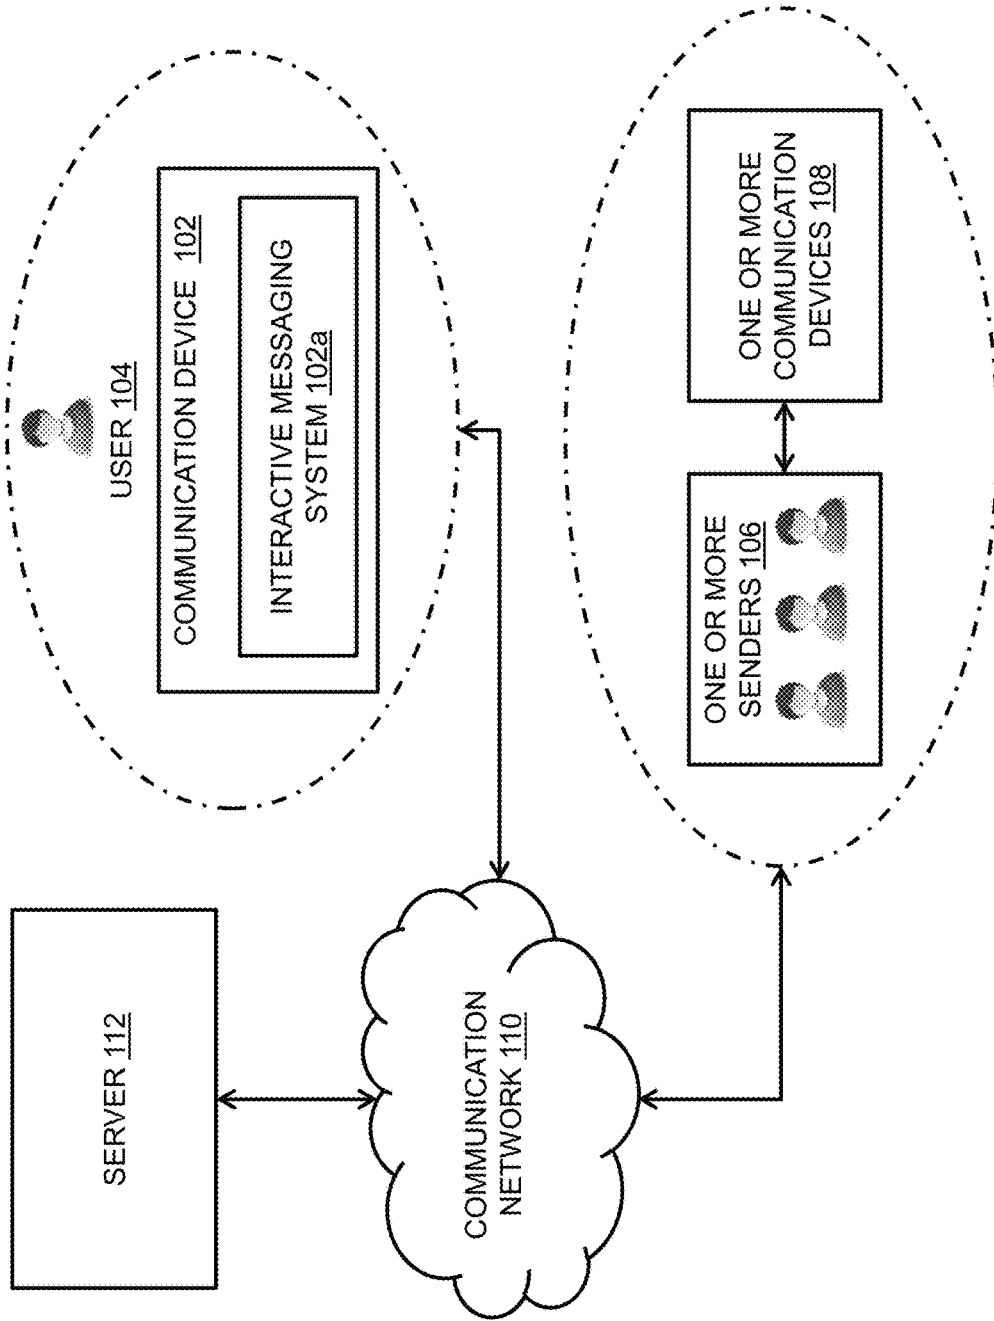 USER 104
COMMUNICATION DEVICE 102
INTERACTIVE MESSAGING
SYSTEM 102a
SERVER 112
COMMUNICATION
NETWORK 110
ONE OR MORE
SENDERS 106
ONE OR MORE
COMMUNICATION
DEVICES 108